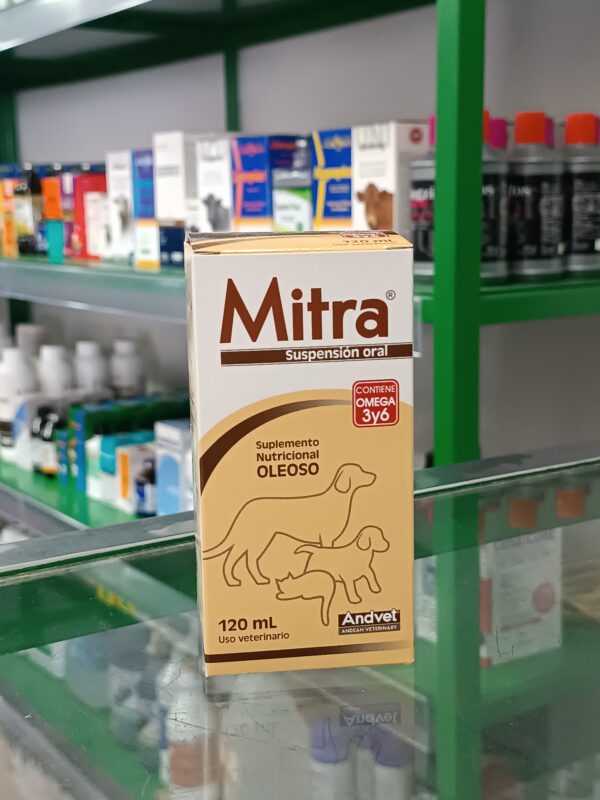 120 mL
Mitra®
Suspensión oral
CONTIENE
OMEGA
3y6
Suplemento
Nutricional
OLEOSO
120 mL
Uso veterinario
Andvet
ANDEAN VETERINARY